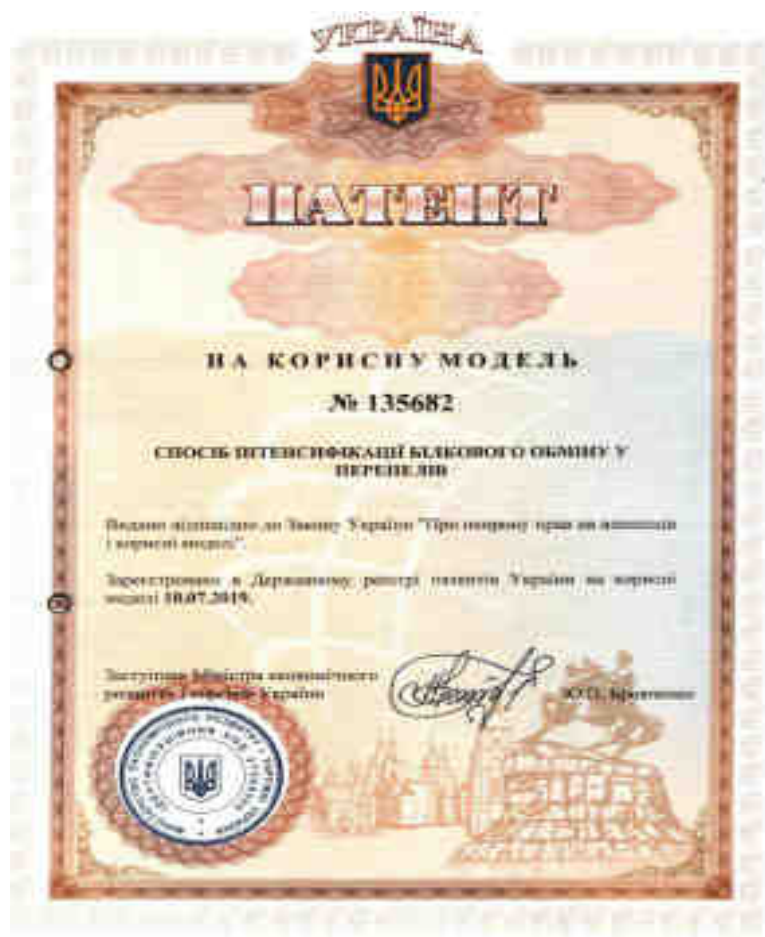 УКРАЇНА
ПАТЕНТ
НА КОРИСНУ МОДЕЛЬ
№ 135682
СПОСІБ ІНТЕНСИФІКАЦІЇ БІЛКОВОГО ОБМІНУ У
ПЕРЕПЕЛІВ
Видано відповідно до Закону України "Про охорону прав на винаходи
і корисні моделі".
Зареєстровано в Державному реєстрі патентів України на корисні
моделі 10.07.2019.
Заступник Міністра економічного
розвитку і торгівлі України
Ю.П. Бровченко